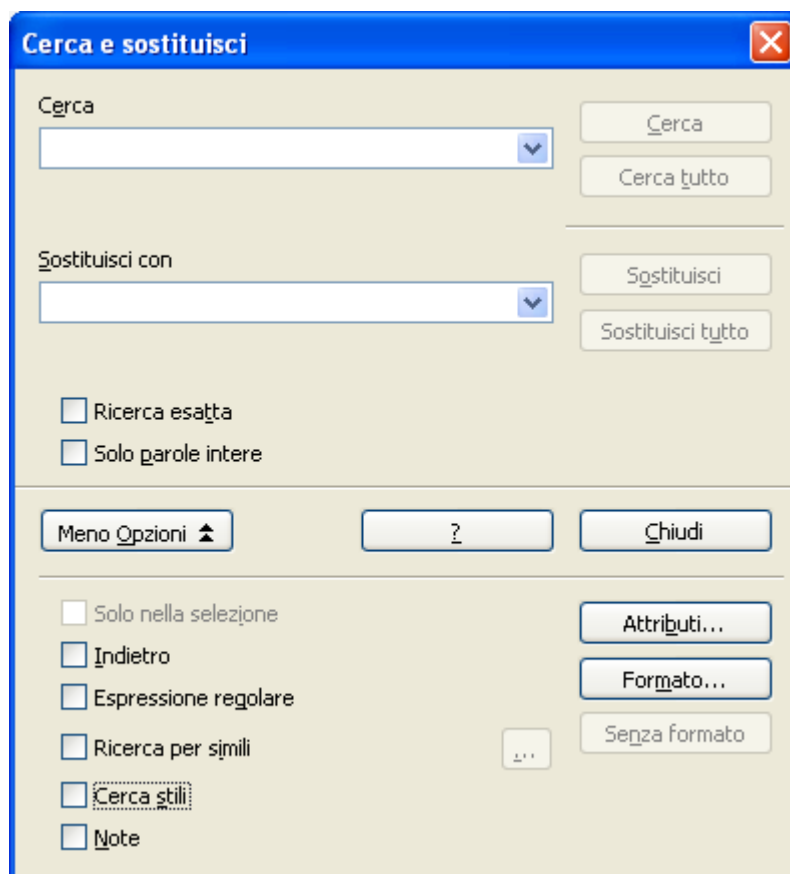 Cerca e sostituisci
Cerca
Cerca
Cerca tutto
Sostituisci con
Sostituisci
Sostituisci tutto
Ricerca esatta
Solo parole intere
Meno Opzioni
?
Chiudi
Solo nella selezione
Attributi...
Indietro
Formato...
Espressione regolare
Senza formato
Ricerca per simili
...
Cerca stili
Note